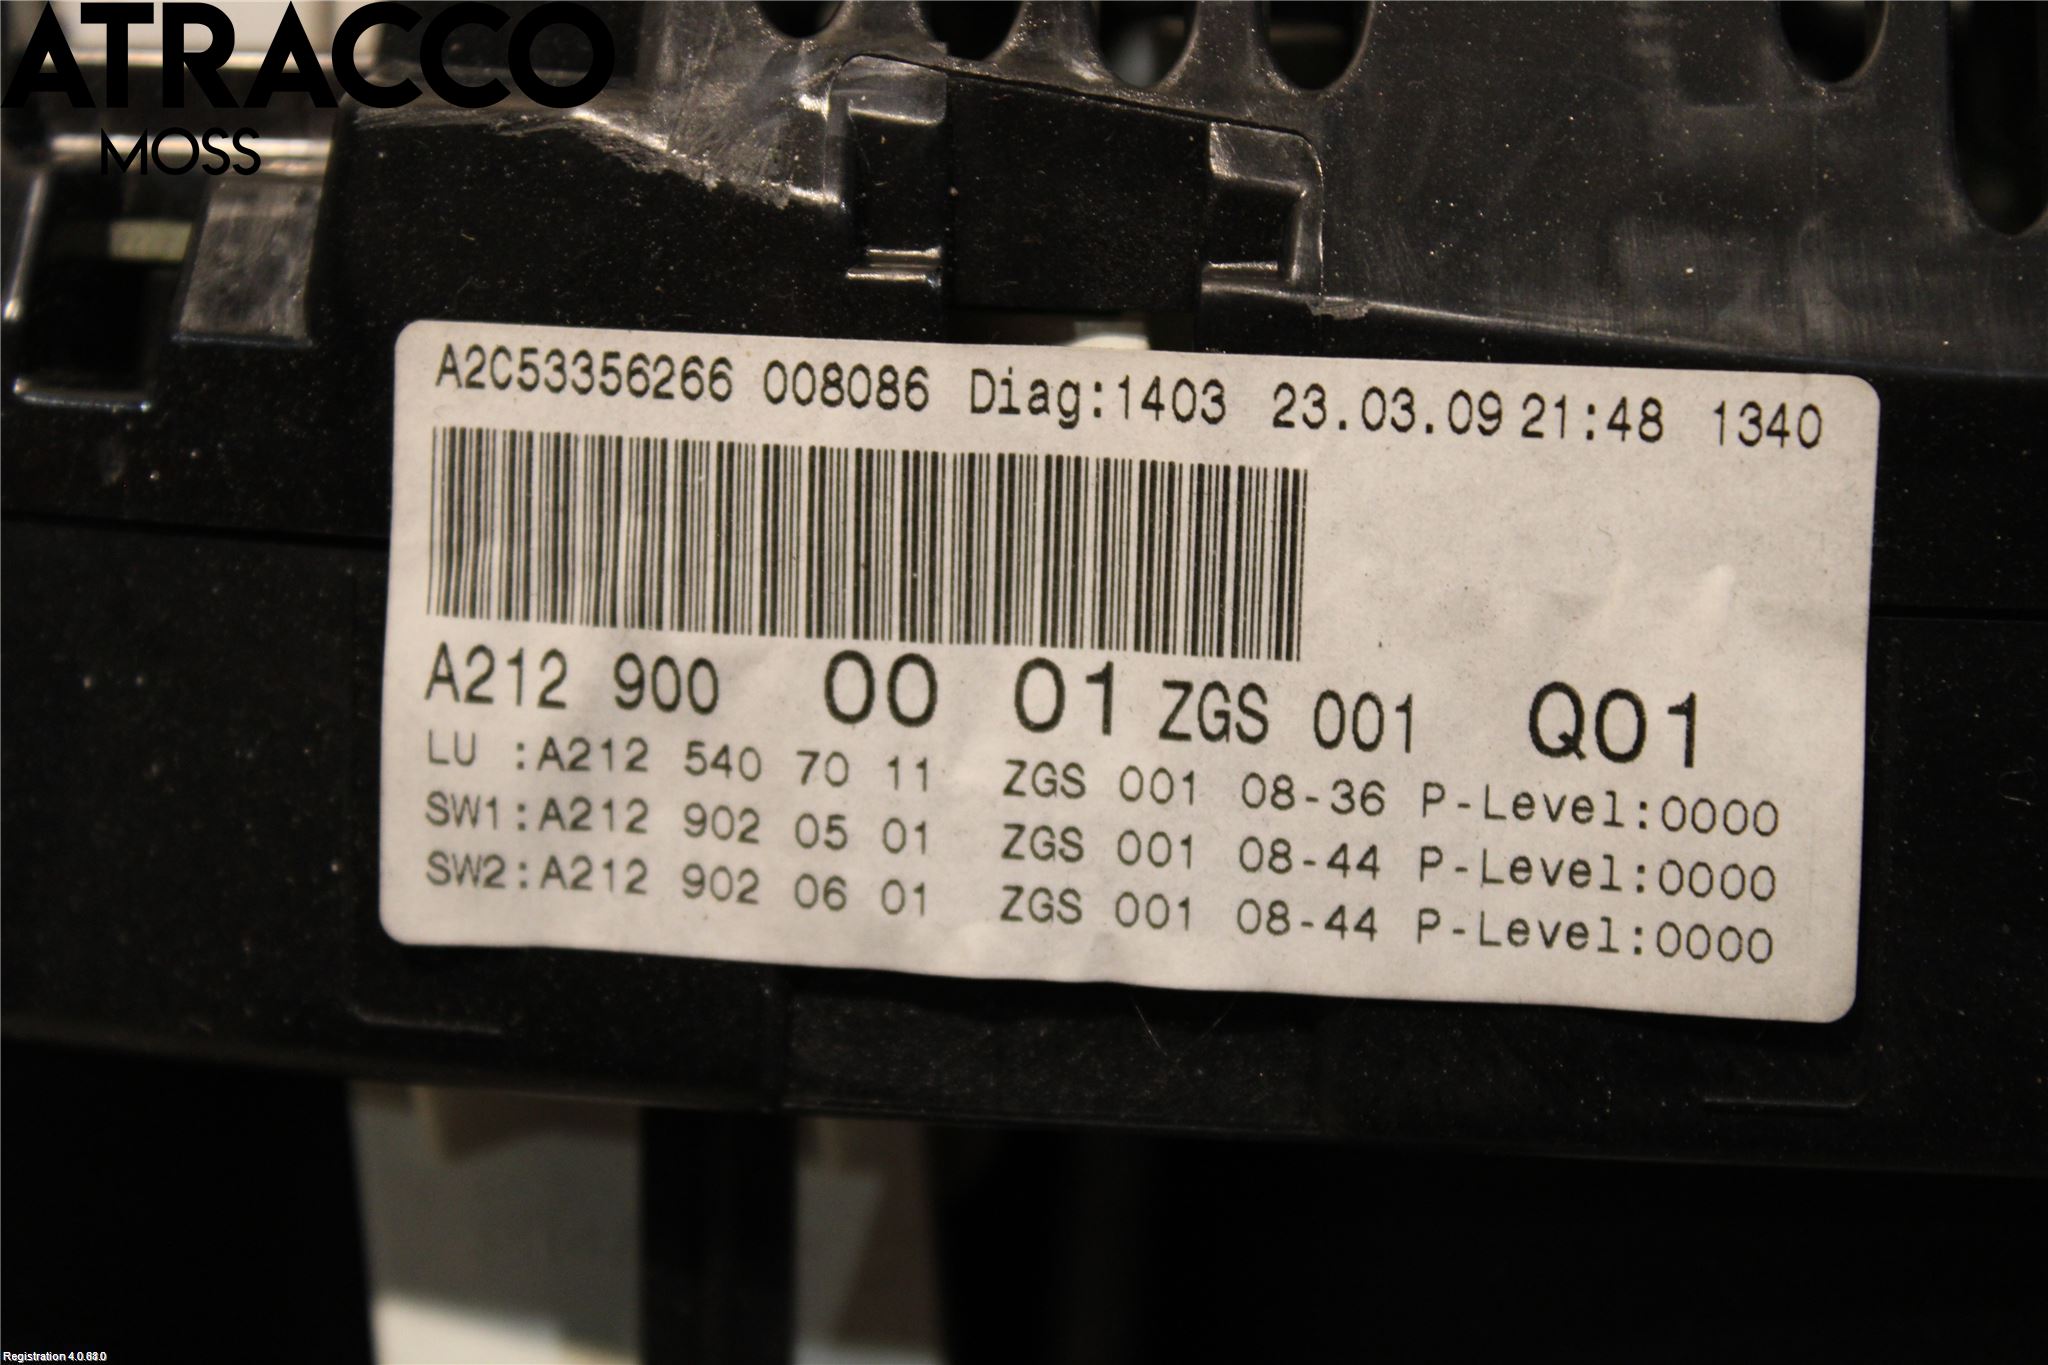 ATRACCO
MOSS
A2C53356266 008086 Diag:1403 23.03.09 21:48 1340
A212 900 00 01 ZGS 001 Q01
LU :A212 540 70 11 ZGS 001 08-36 P-Level:0000
SW1:A212 902 05 01 ZGS 001 08-44 P-Level:0000
SW2:A212 902 06 01 ZGS 001 08-44 P-Level:0000
Registration